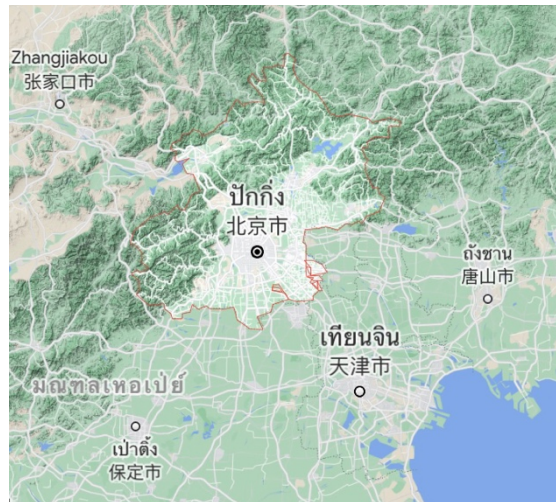 Zhangjiakou
张家口市
ปักกิ่ง
北京市
ถังชาน
唐山市
เทียนจิน
天津市
มณฑลเหอเป่ย์
เป่าติ้ง
保定市